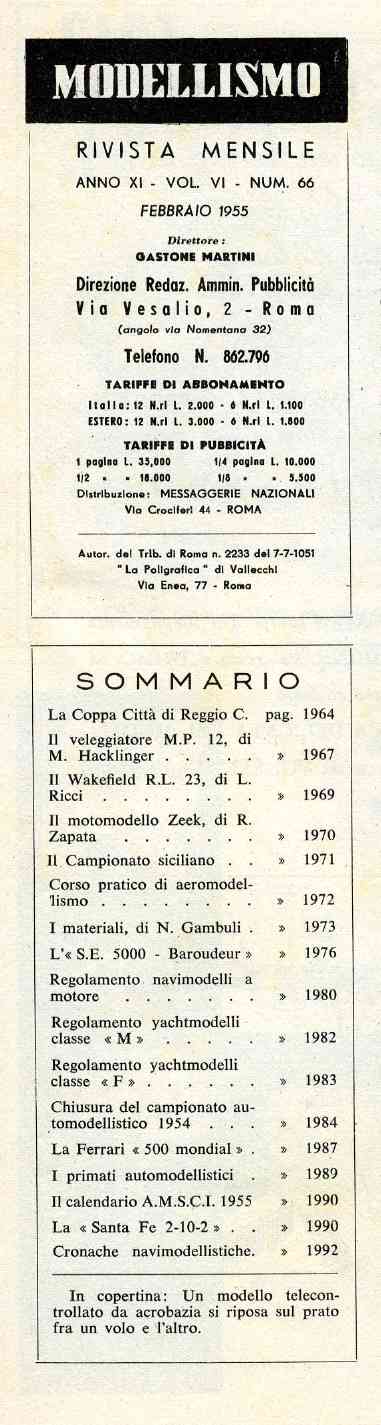 MODELLISMO
RIVISTA MENSILE
ANNO XI - VOL. VI - NUM. 66
FEBBRAIO 1955
Direttore:
GASTONE MARTINI
Direzione Redaz. Ammin. Pubblicità
Via Vesalio, 2 - Roma
(angolo via Nomentana 32)
Telefono N. 862.796
TARIFFE DI ABBONAMENTO
Italia: 12 N.ri L. 2.000 - 6 N.ri L. 1.100
ESTERO: 12 N.ri L. 3.000 - 6 N.ri L. 1.800
TARIFFE DI PUBBICITÀ
1 pagina L. 35,000 1/4 pagina L. 10.000
1/2 » » 18.000 1/8 » » 5.500
Distribuzione: MESSAGGERIE NAZIONALI
Via Crociferi 44 - ROMA
Autor. del Trib. di Roma n. 2233 del 7-7-1051
"La Poligrafica" di Vallecchi
Via Enea, 77 - Roma
SOMMARIO
La Coppa Città di Reggio C. pag. 1964
Il veleggiatore M.P. 12, di
M. Hacklinger . . . . . » 1967
Il Wakefield R.L. 23, di L.
Ricci . . . . . . . . » 1969
Il motomodello Zeek, di R.
Zapata . . . . . . . » 1970
Il Campionato siciliano . . » 1971
Corso pratico di aeromodel-
lismo . . . . . . . . » 1972
I materiali, di N. Gambuli . » 1973
L'« S.E. 5000 - Baroudeur » » 1976
Regolamento navimodelli a
motore . . . . . . . » 1980
Regolamento yachtmodelli
classe « M » . . . . . » 1982
Regolamento yachtmodelli
classe « F » . . . . . . » 1983
Chiusura del campionato au-
tomodellistico 1954 . . . » 1984
La Ferrari « 500 mondial » . » 1987
I primati automodellistici . » 1989
Il calendario A.M.S.C.I. 1955 » 1990
La « Santa Fe 2-10-2 » . . » 1990
Cronache navimodellistiche. » 1992
In copertina: Un modello telecon-
trollato da acrobazia si riposa sul prato
fra un volo e l'altro.